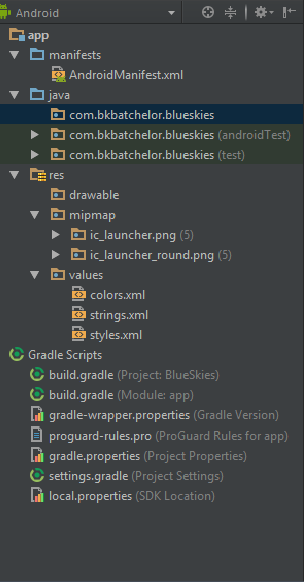 Android
app
manifests
AndroidManifest.xml
java
com.bkbatchelor.blueskies
com.bkbatchelor.blueskies (androidTest)
com.bkbatchelor.blueskies (test)
res
drawable
mipmap
ic_launcher.png (5)
ic_launcher_round.png (5)
values
colors.xml
strings.xml
styles.xml
Gradle Scripts
build.gradle (Project: BlueSkies)
build.gradle (Module: app)
gradle-wrapper.properties (Gradle Version)
proguard-rules.pro (ProGuard Rules for app)
gradle.properties (Project Properties)
settings.gradle (Project Settings)
local.properties (SDK Location)